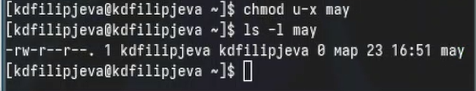 [kdfilipjeva@kdfilipjeva ~]$ chmod u-x may
[kdfilipjeva@kdfilipjeva ~]$ ls -l may
-rw-r--r--. 1 kdfilipjeva kdfilipjeva 0 мар 23 16:51 may
[kdfilipjeva@kdfilipjeva ~]$